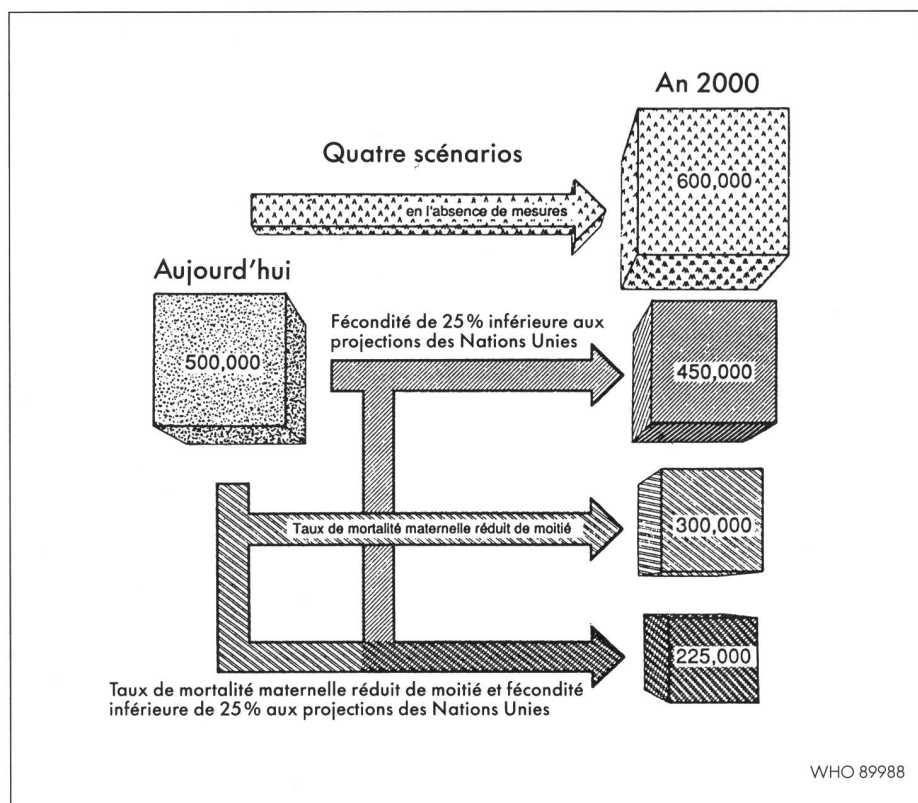 An 2000
Quatre scénarios
600,000
en l'absence de mesures
Aujourd'hui
500,000
Fécondité de 25% inférieure aux
projections des Nations Unies
450,000
Taux de mortalité maternelle réduit de moitié
300,000
225,000
Taux de mortalité maternelle réduit de moitié et fécondité
inférieure de 25% aux projections des Nations Unies
WHO 89988